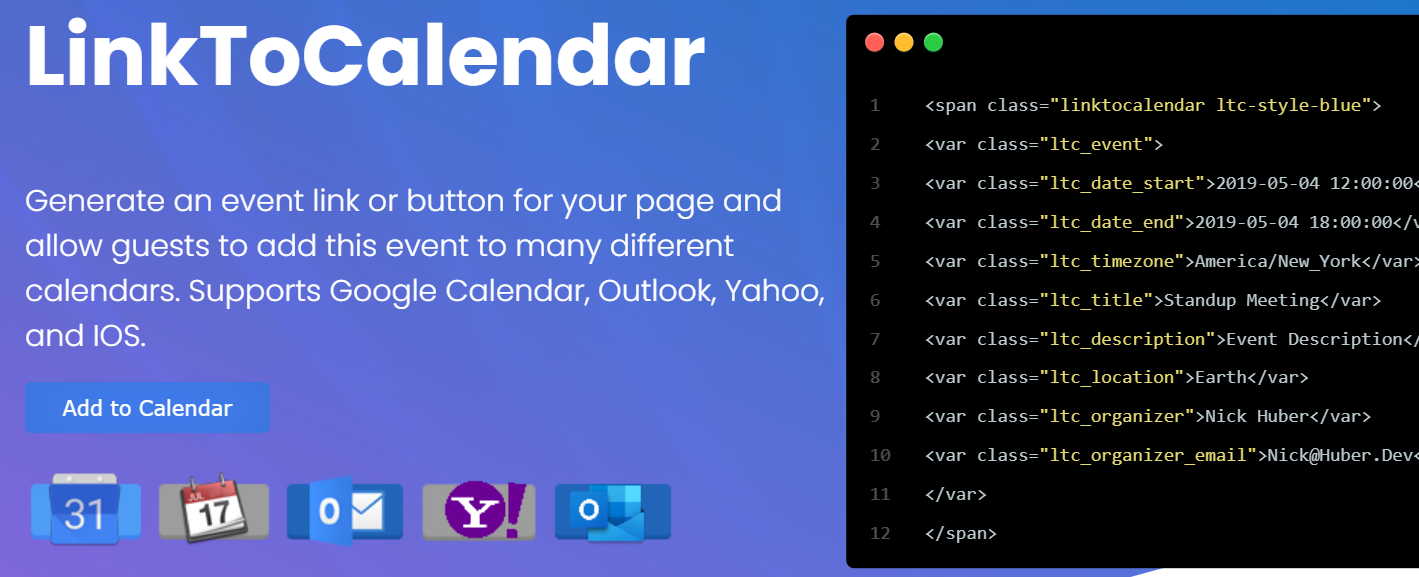 LinkToCalendar
Generate an event link or button for your page and
allow guests to add this event to many different
calendars. Supports Google Calendar, Outlook, Yahoo,
and IOS.
Add to Calendar
31
JUL
17
O
Y!
O
1 <span class="linktocalendar ltc-style-blue">
2 <var class="ltc_event">
3 <var class="ltc_date_start">2019-05-04 12:00:00<
4 <var class="ltc_date_end">2019-05-04 18:00:00</v
5 <var class="ltc_timezone">America/New_York</var>
6 <var class="ltc_title">Standup Meeting</var>
7 <var class="ltc_description">Event Description</
8 <var class="ltc_location">Earth</var>
9 <var class="ltc_organizer">Nick Huber</var>
10 <var class="ltc_organizer_email">Nick@Huber.Dev<
11 </var>
12 </span>